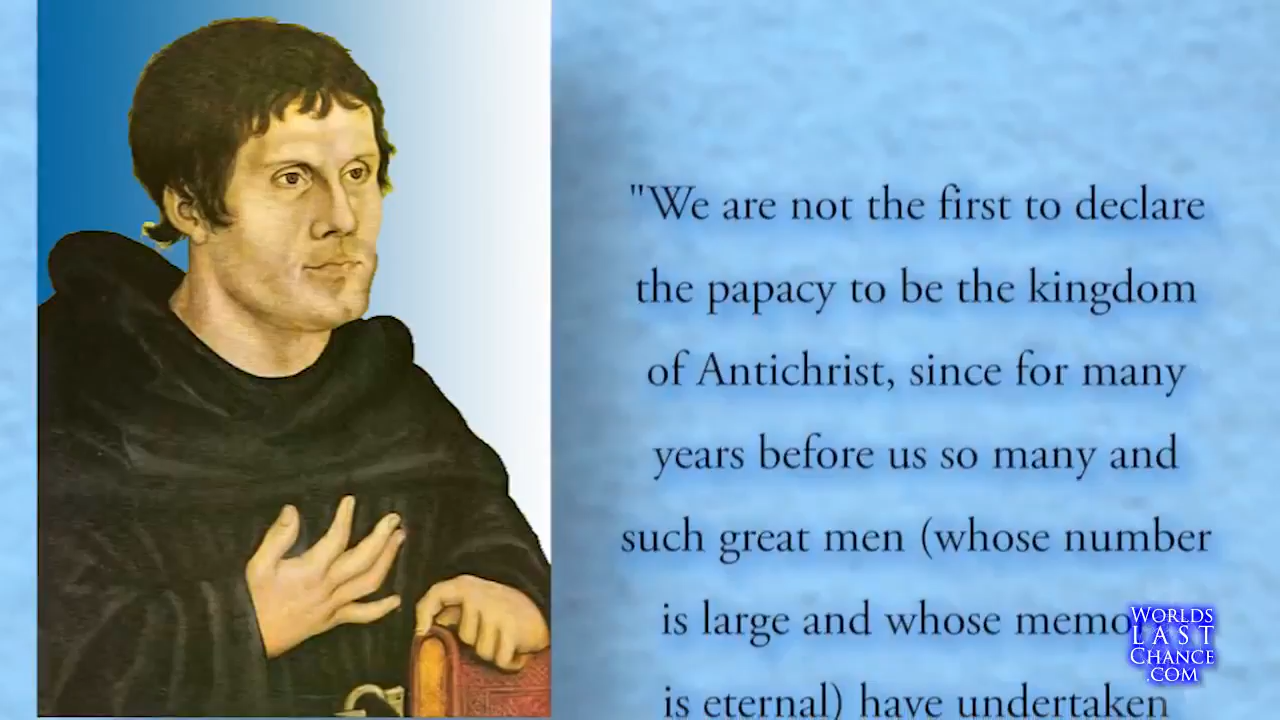 "We are not the first to declare
the papacy to be the kingdom
of Antichrist, since for many
years before us so many and
such great men (whose number
is large and whose memo
is eternal) have undertaken
WORLDS
LAST
CHANCE
.COM